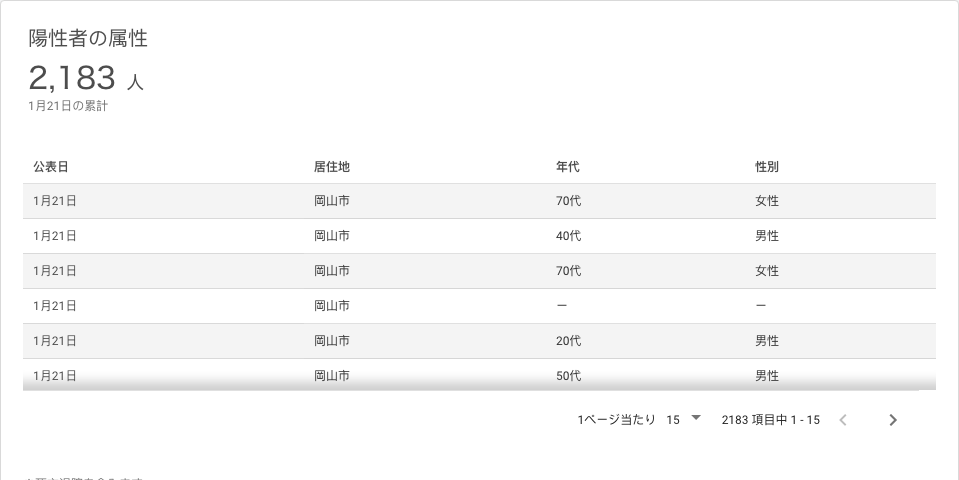 陽性者の属性
2,183 人
1月21日の累計
公表日 居住地 年代 性別
1月21日 岡山市 70代 女性
1月21日 岡山市 40代 男性
1月21日 岡山市 70代 女性
1月21日 岡山市 ー ー
1月21日 岡山市 20代 男性
1月21日 岡山市 50代 男性
1ページ当たり 15 2183 項目中 1 - 15